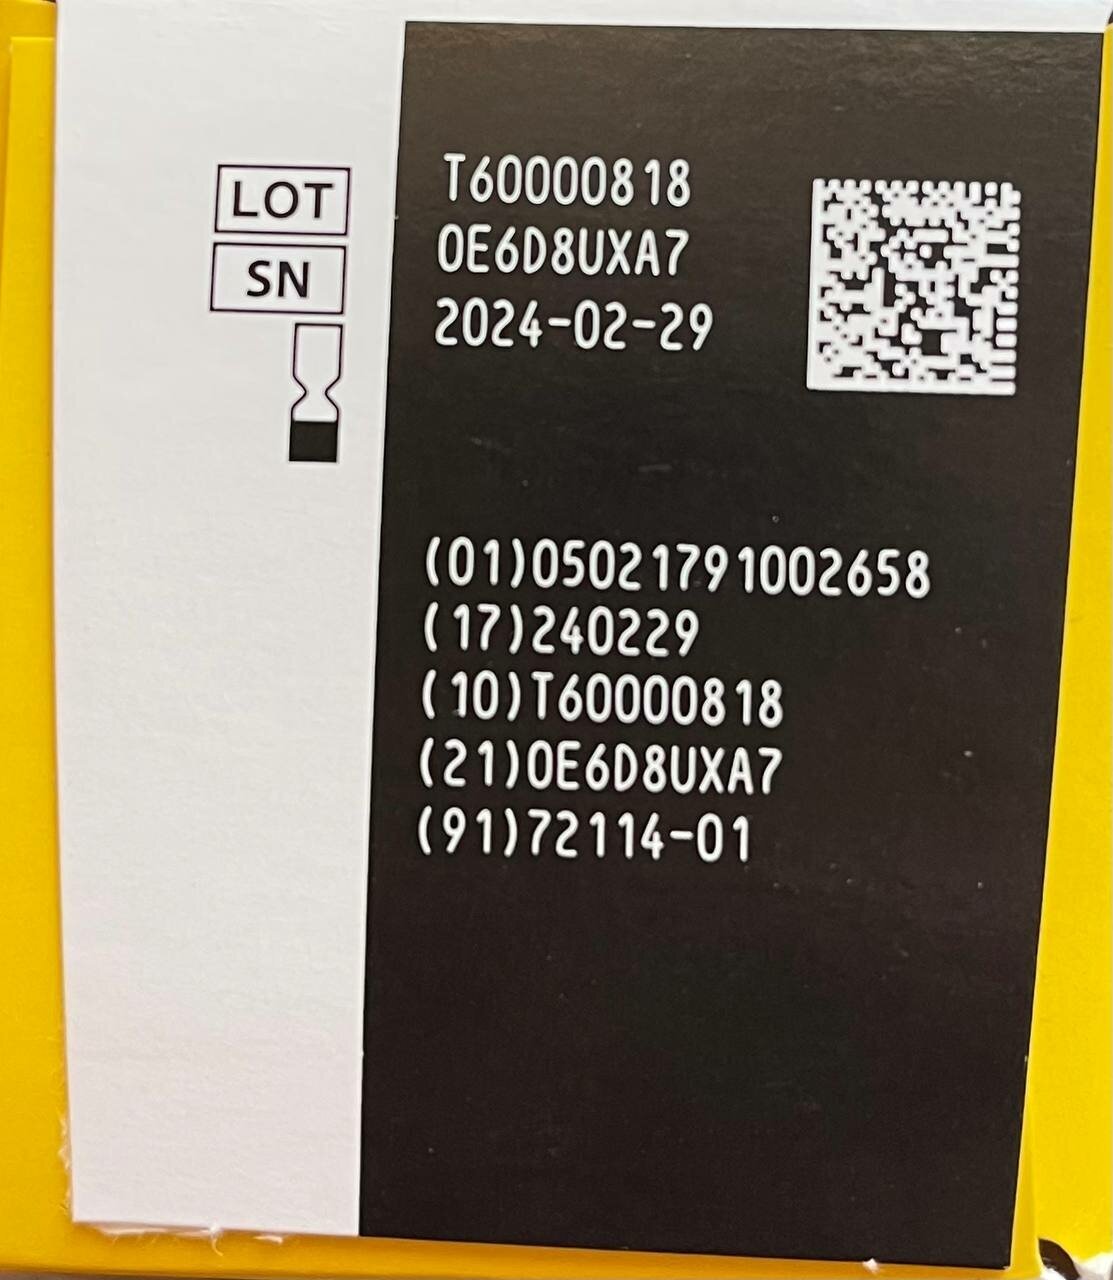 LOT
SN
T60000818
0E6D8UXA7
2024-02-29
(01)05021791002658
(17)240229
(10)T60000818
(21)0E6D8UXA7
(91)72114-01